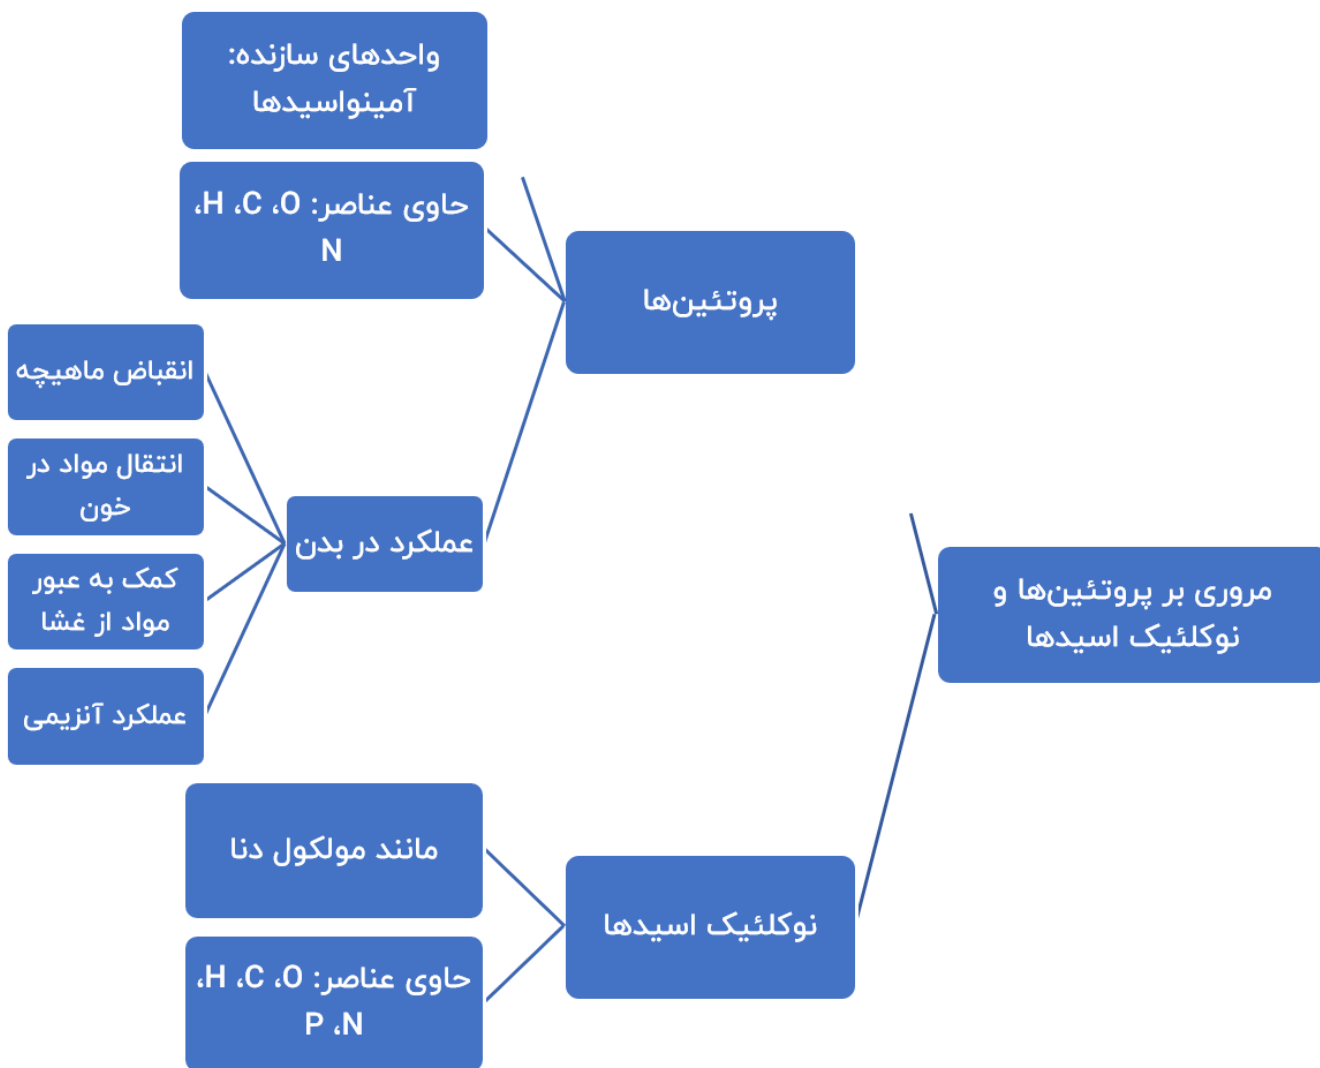 مروری بر پروتئین‌ها و
نوکلئیک اسیدها
پروتئین‌ها
واحدهای سازنده:
آمینواسیدها
حاوی عناصر: H ،C ،O،
N
عملکرد در بدن
انقباض ماهیچه
انتقال مواد در
خون
کمک به عبور
مواد از غشا
عملکرد آنزیمی
نوکلئیک اسیدها
مانند مولکول دنا
حاوی عناصر: H ،C ،O،
P ،N